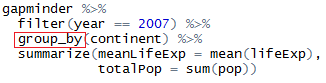 gapminder %>%
filter(year == 2007) %>%
group_by(continent) %>%
summarize(meanLifeExp = mean(lifeExp),
totalPop = sum(pop))